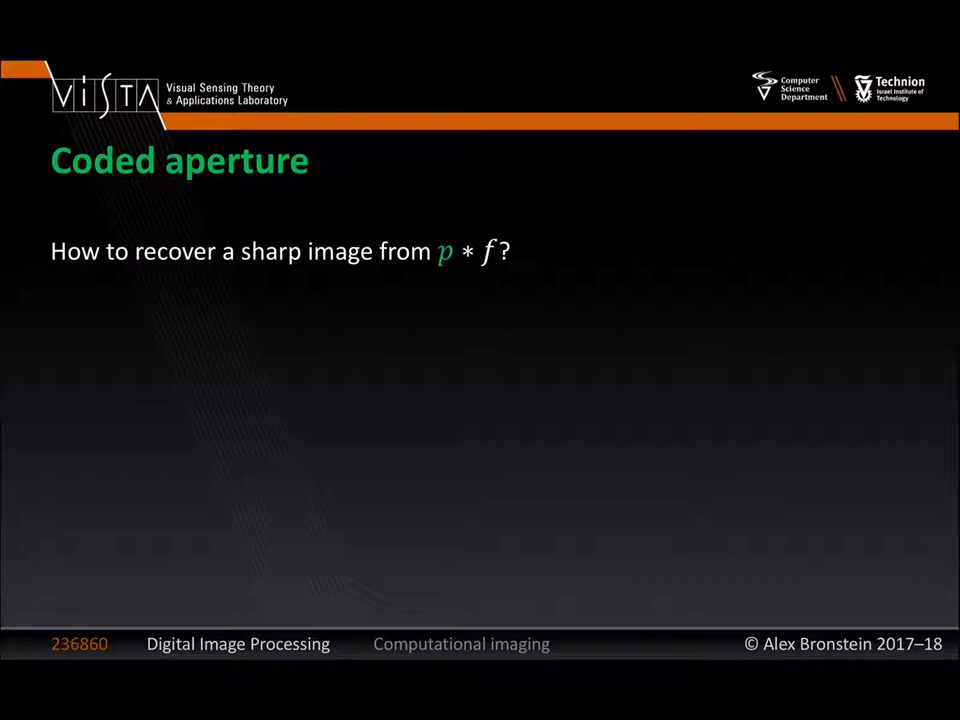 ViSTA
Visual Sensing Theory
& Applications Laboratory
Computer
Science
Department
Technion
Israel Institute of
Technology
Coded aperture
How to recover a sharp image from p ∗ f?
236860 Digital Image Processing Computational imaging © Alex Bronstein 2017–18